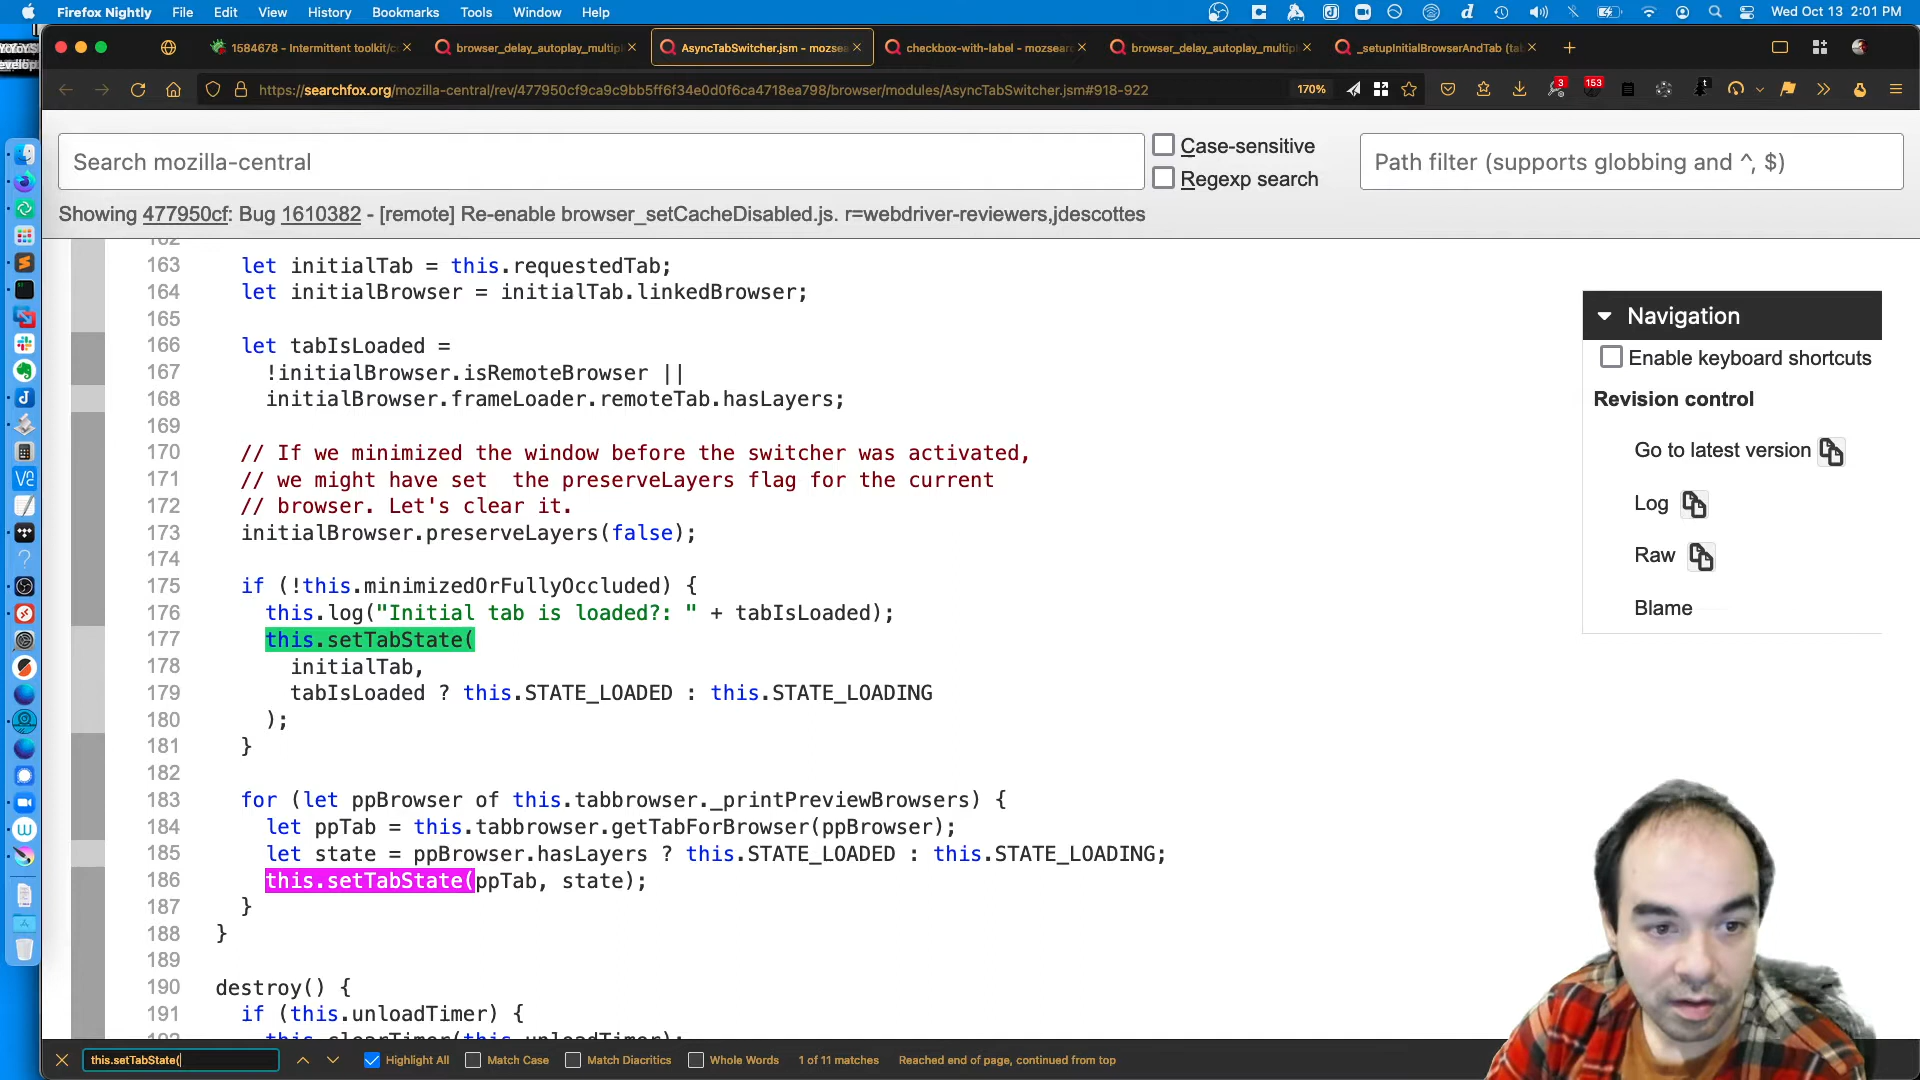 Firefox Nightly File Edit View History Bookmarks Tools Window Help Wed Oct 13 2:01 PM
1584678 - Intermittent toolkit/c browser_delay_autoplay_multipl AsyncTabSwitcher.jsm - mozsea checkbox-with-label - mozsear browser_delay_autoplay_multipl _setupInitialBrowserAndTab (ta
https://searchfox.org/mozilla-central/rev/477950cf9ca9c9bb5ff6f34e0d0f6ca4718ea798/browser/modules/AsyncTabSwitcher.jsm#918-922 170% 3 153
Search mozilla-central
Case-sensitive
Regexp search
Path filter (supports globbing and ^, $)
Showing 477950cf: Bug 1610382 - [remote] Re-enable browser_setCacheDisabled.js. r=webdriver-reviewers,jdescottes
162
163 let initialTab = this.requestedTab;
164 let initialBrowser = initialTab.linkedBrowser;
165
166 let tabIsLoaded =
167 !initialBrowser.isRemoteBrowser ||
168 initialBrowser.frameLoader.remoteTab.hasLayers;
169
170 // If we minimized the window before the switcher was activated,
171 // we might have set  the preserveLayers flag for the current
172 // browser. Let's clear it.
173 initialBrowser.preserveLayers(false);
174
175 if (!this.minimizedOrFullyOccluded) {
176 this.log("Initial tab is loaded?: " + tabIsLoaded);
177 this.setTabState(
178 initialTab,
179 tabIsLoaded ? this.STATE_LOADED : this.STATE_LOADING
180 );
181 }
182
183 for (let ppBrowser of this.tabbrowser._printPreviewBrowsers) {
184 let ppTab = this.tabbrowser.getTabForBrowser(ppBrowser);
185 let state = ppBrowser.hasLayers ? this.STATE_LOADED : this.STATE_LOADING;
186 this.setTabState(ppTab, state);
187 }
188 }
189
190 destroy() {
191 if (this.unloadTimer) {
192 this.clearTimer(this.unloadTimer);
Navigation
Enable keyboard shortcuts
Revision control
Go to latest version
Log
Raw
Blame
this.setTabState( Highlight All Match Case Match Diacritics Whole Words 1 of 11 matches Reached end of page, continued from top